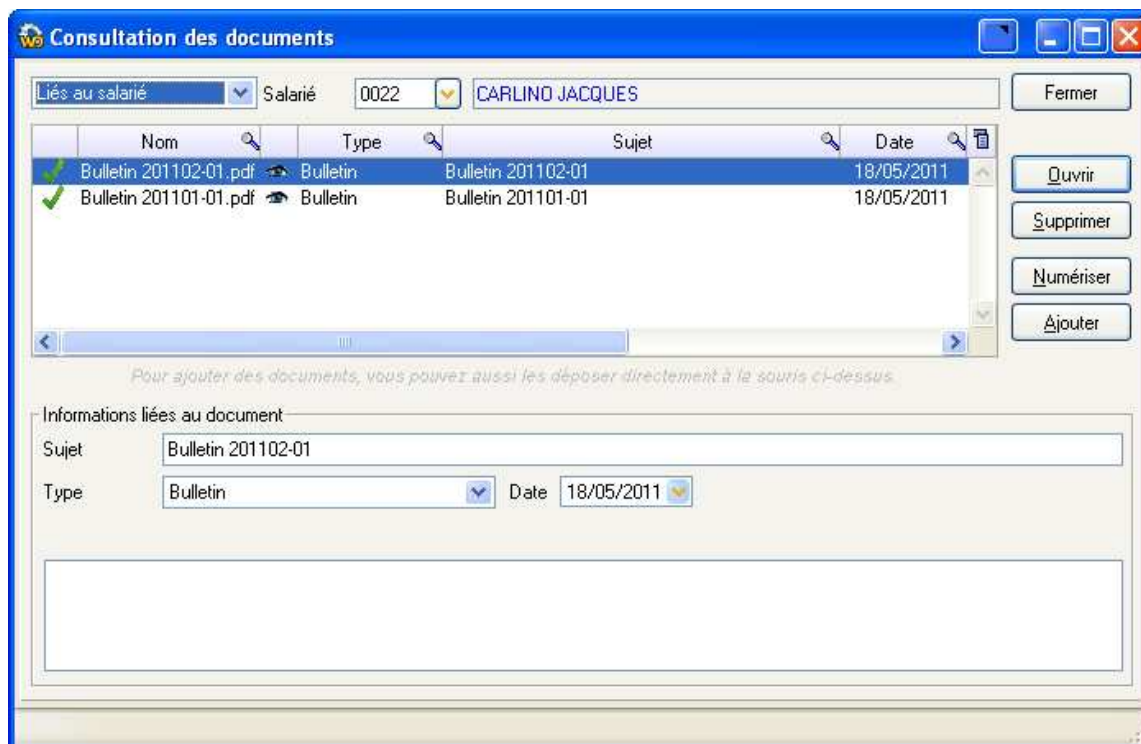 Consultation des documents
Liés au salarié Salarié 0022 CARLINO JACQUES Fermer
Nom Type Sujet Date
Bulletin 201102-01.pdf Bulletin Bulletin 201102-01 18/05/2011
Bulletin 201101-01.pdf Bulletin Bulletin 201101-01 18/05/2011
Ouvrir
Supprimer
Numériser
Ajouter
Pour ajouter des documents, vous pouvez aussi les déposer directement à la souris ci-dessus.
Informations liées au document
Sujet Bulletin 201102-01
Type Bulletin Date 18/05/2011